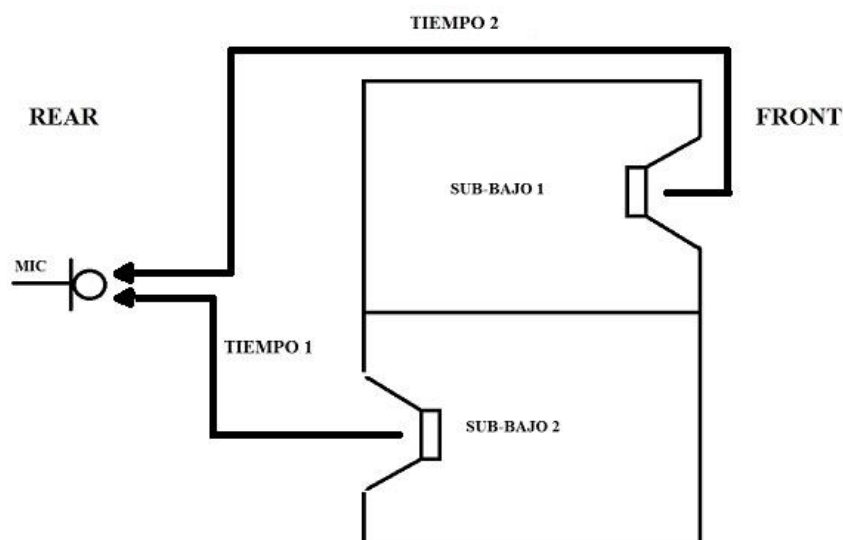 TIEMPO 2
REAR
FRONT
SUB-BAJO 1
MIC
TIEMPO 1
SUB-BAJO 2